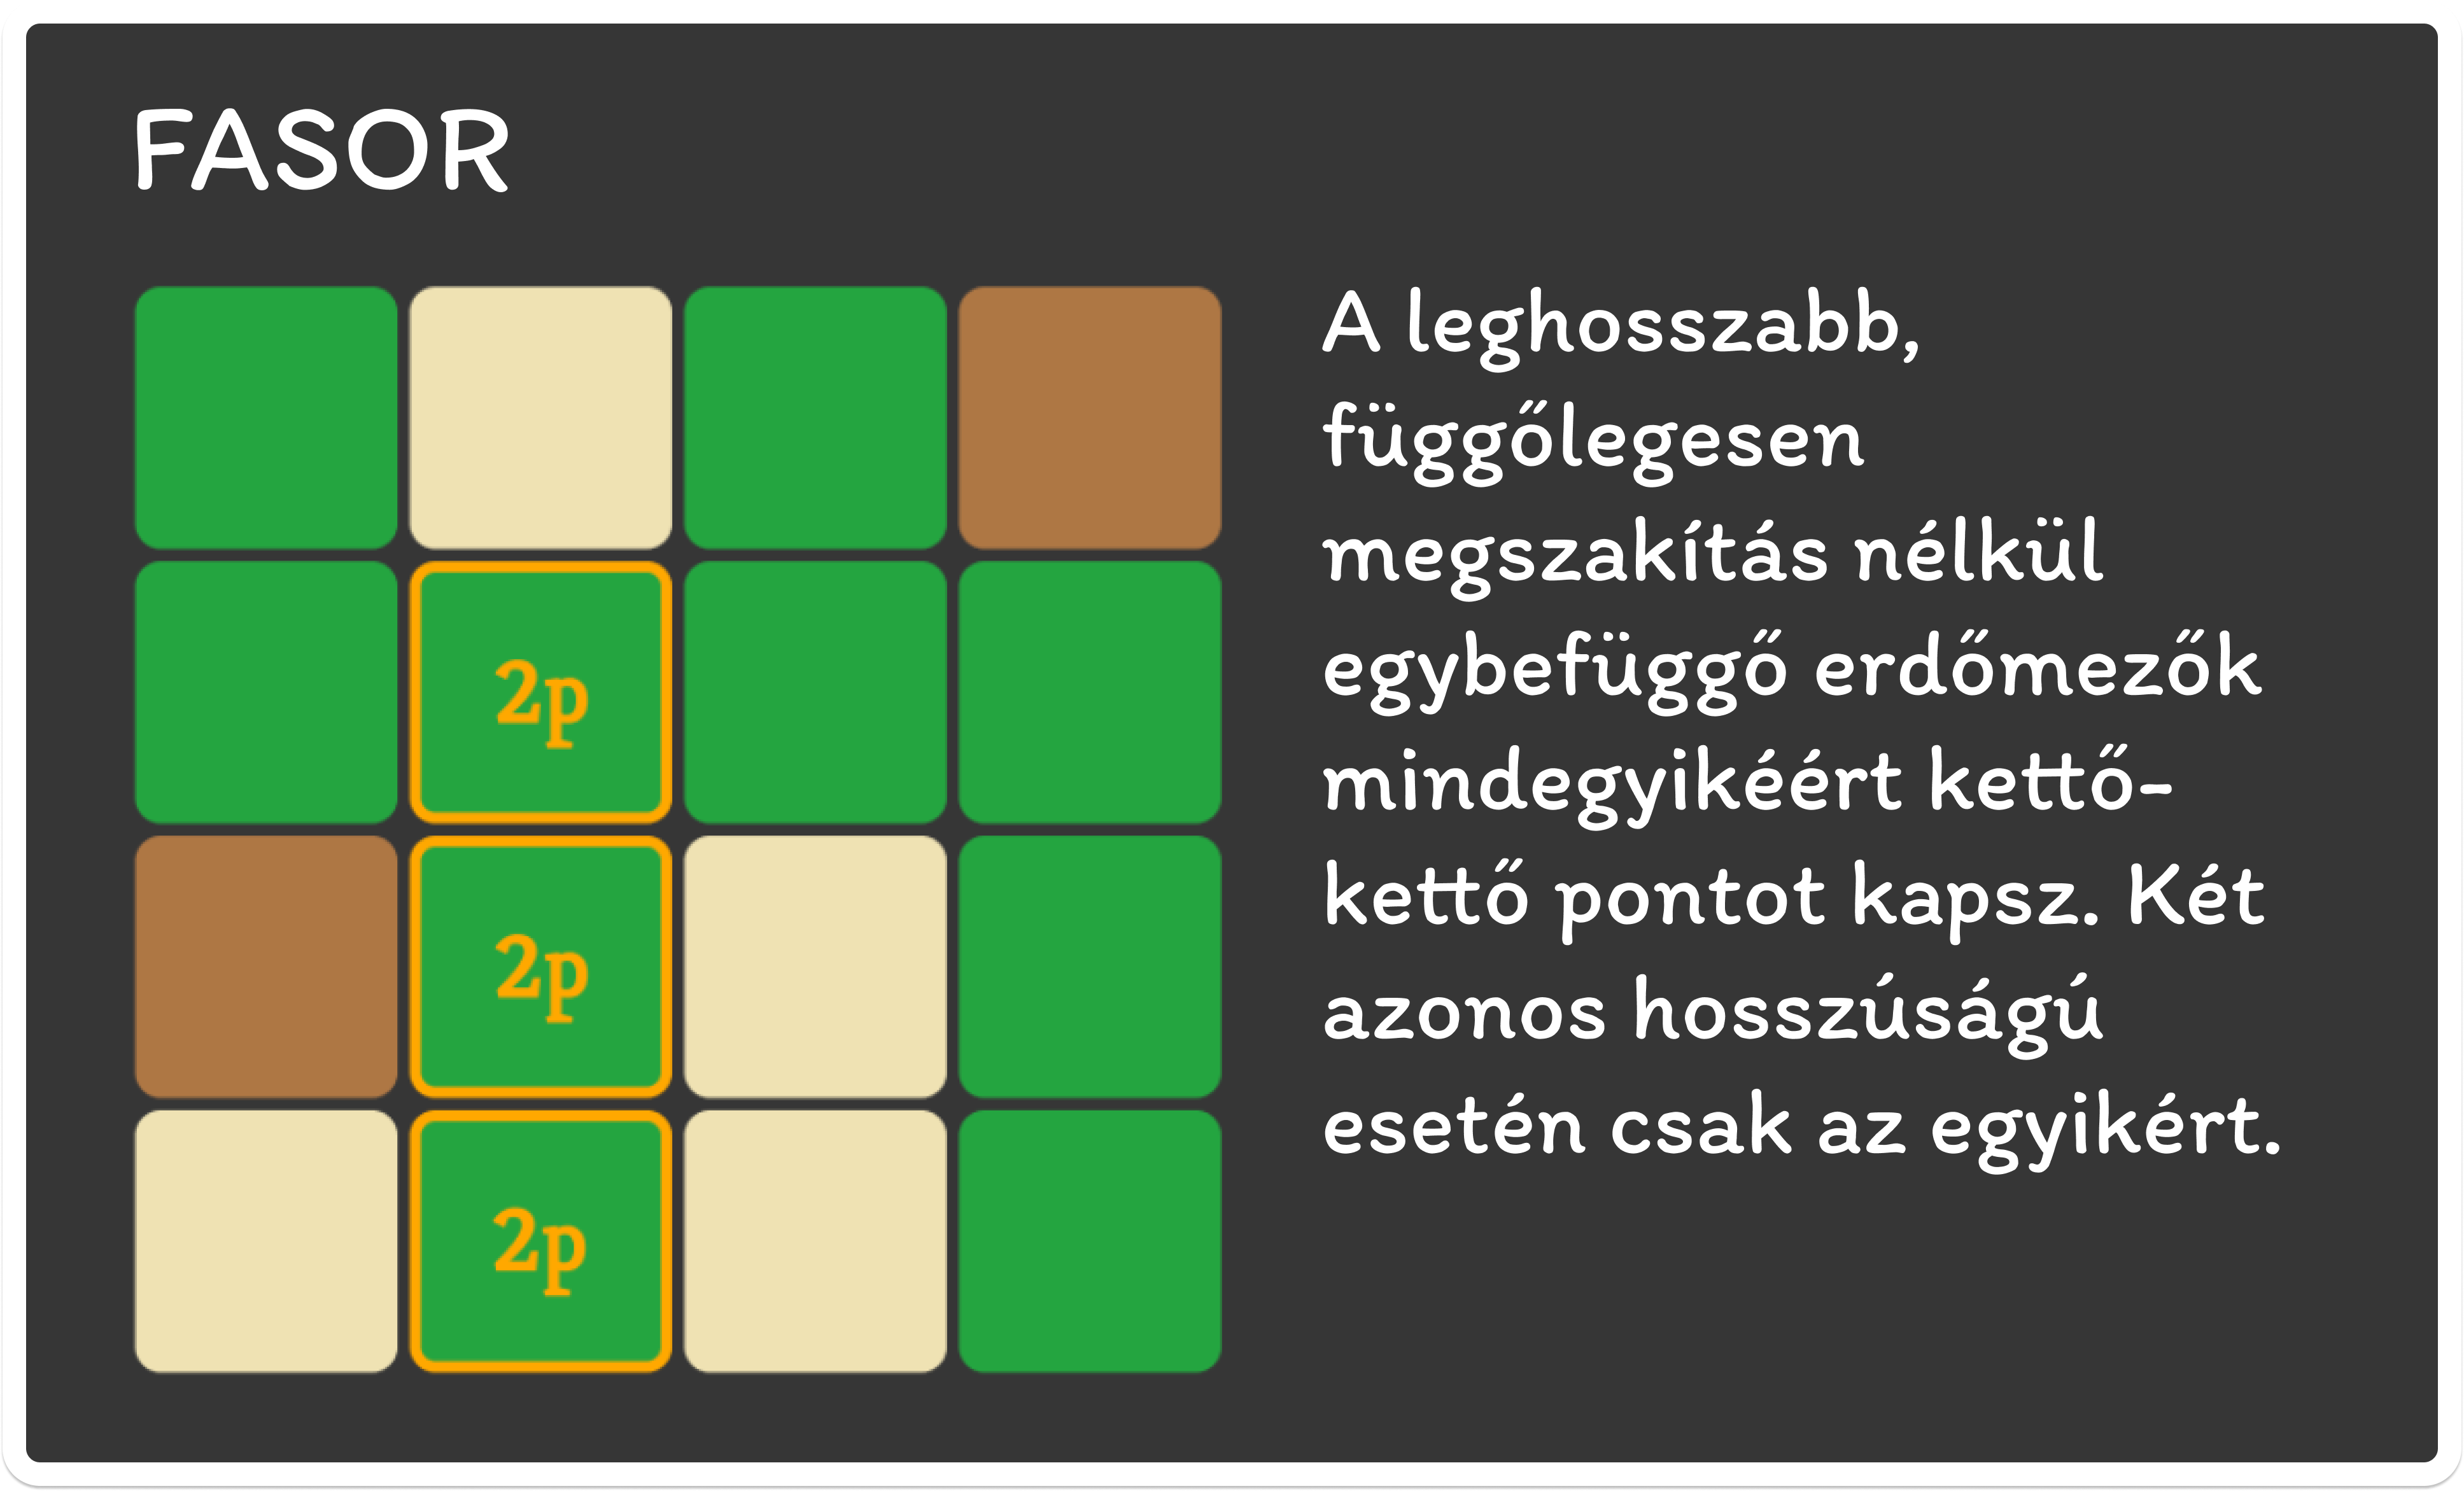 FASOR
2p
2p
2p
A leghosszabb,
függőlegesen
megszakítás nélkül
egybefüggő erdőmezők
mindegyikéért kettő-
kettő pontot kapsz. Két
azonos hosszúságú
esetén csak az egyikért.